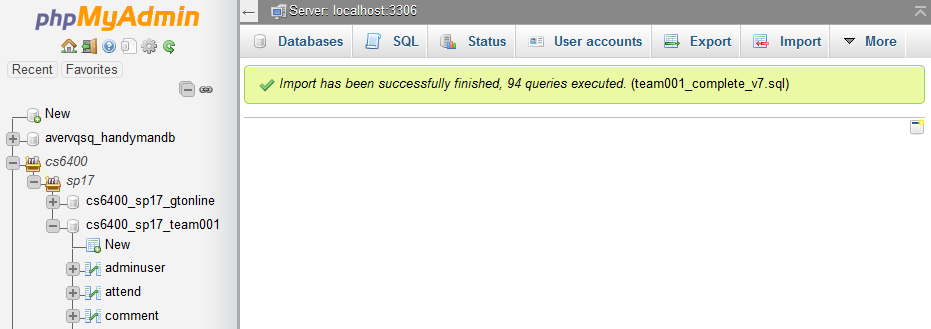 phpMyAdmin
Recent Favorites
New
avervqsq_handymandb
cs6400
sp17
cs6400_sp17_gtonline
cs6400_sp17_team001
New
adminuser
attend
comment
Server: localhost:3306
Databases SQL Status User accounts Export Import More
Import has been successfully finished, 94 queries executed. (team001_complete_v7.sql)